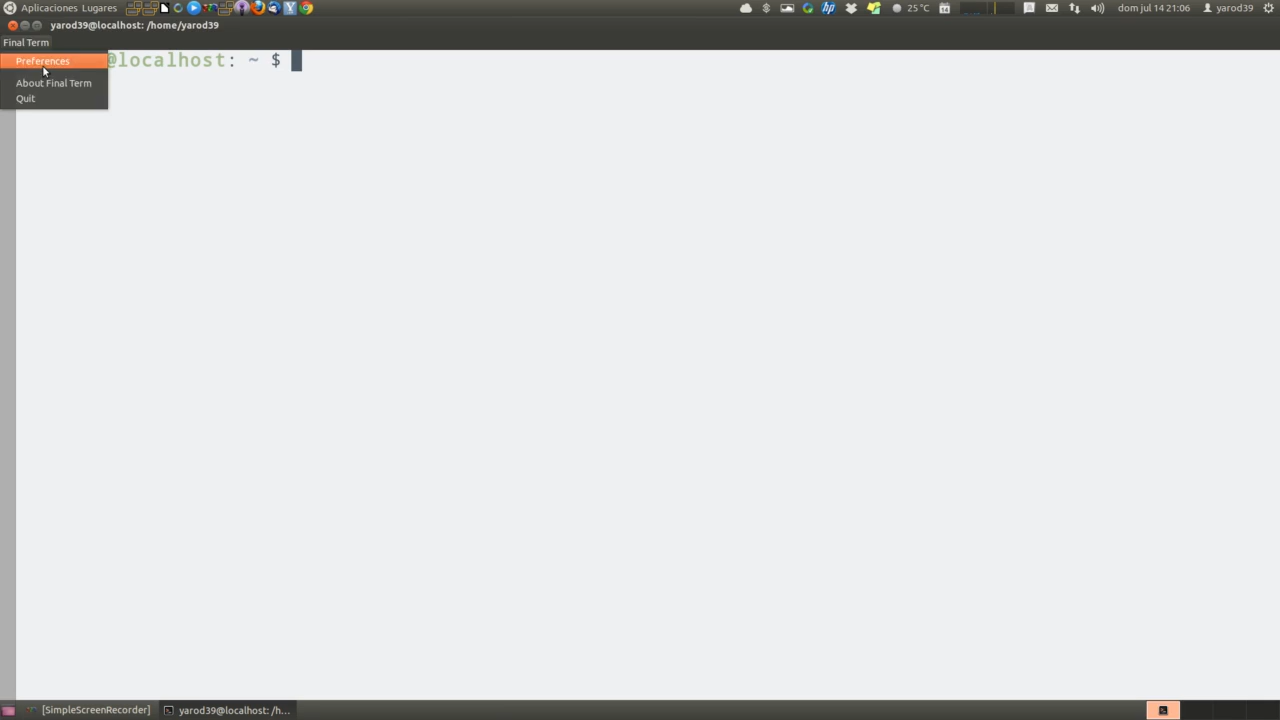 Aplicaciones Lugares 25 °C dom jul 14 21:06 yarod39
yarod39@localhost: /home/yarod39
Final Term
Preferences
@localhost: ~ $
About Final Term
Quit
[SimpleScreenRecorder] yarod39@localhost: /h...